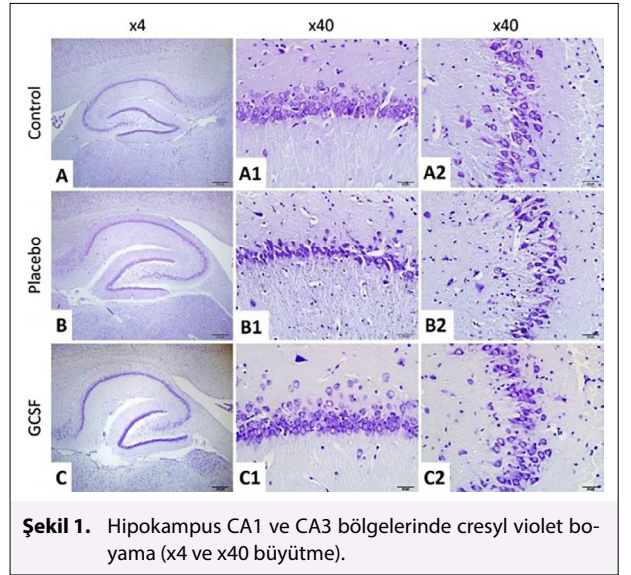 x4 x40 x40
Control
A A1 A2
Placebo
B B1 B2
GCSF
C C1 C2
Şekil 1. Hipokampus CA1 ve CA3 bölgelerinde cresyl violet bo-
yama (x4 ve x40 büyütme).